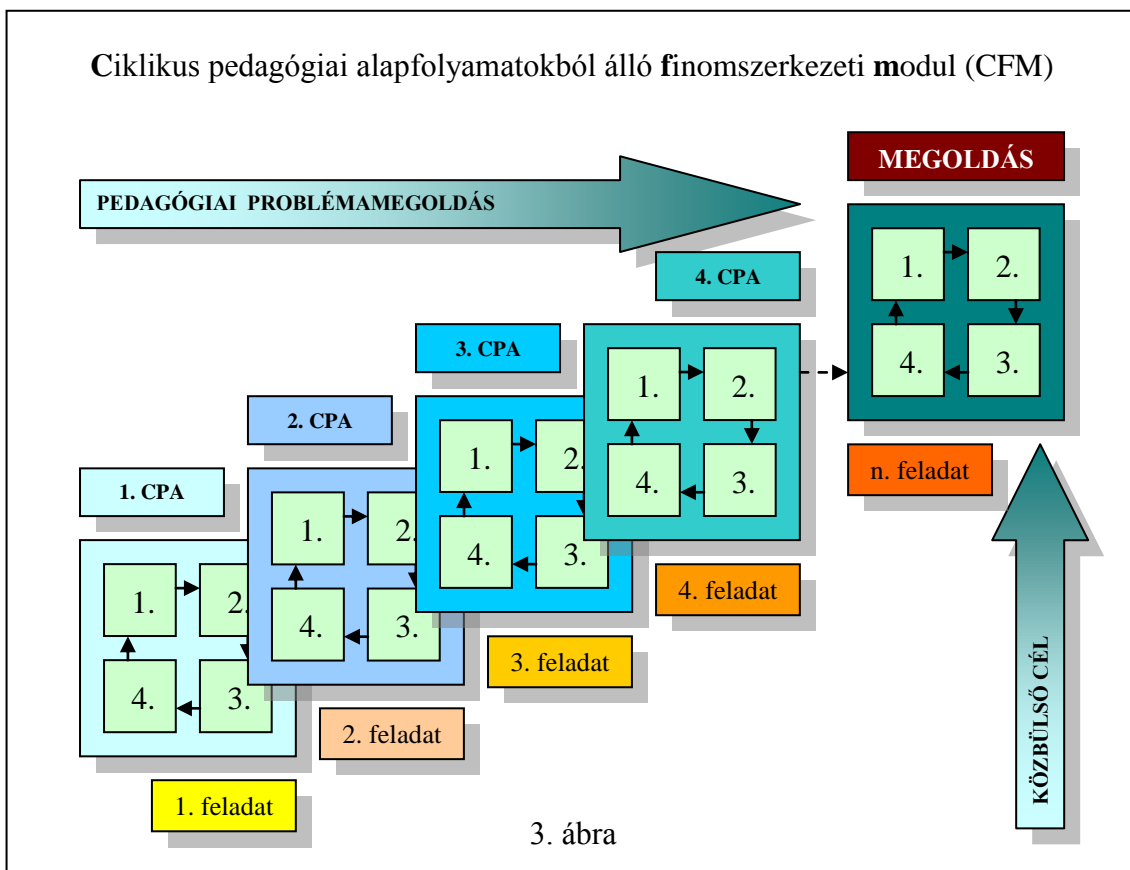 Ciklikus pedagógiai alapfolyamatokból álló finomszerkezeti modul (CFM)
MEGOLDÁS
PEDAGÓGIAI PROBLÉMAMEGOLDÁS
1. 2.
4. 3.
n. feladat
4. CPA
1. 2.
4. 3.
4. feladat
3. CPA
1. 2.
4. 3.
3. feladat
2. CPA
1. 2.
4. 3.
2. feladat
1. CPA
1. 2.
4. 3.
1. feladat
KÖZBÜLSŐ CÉL
3. ábra